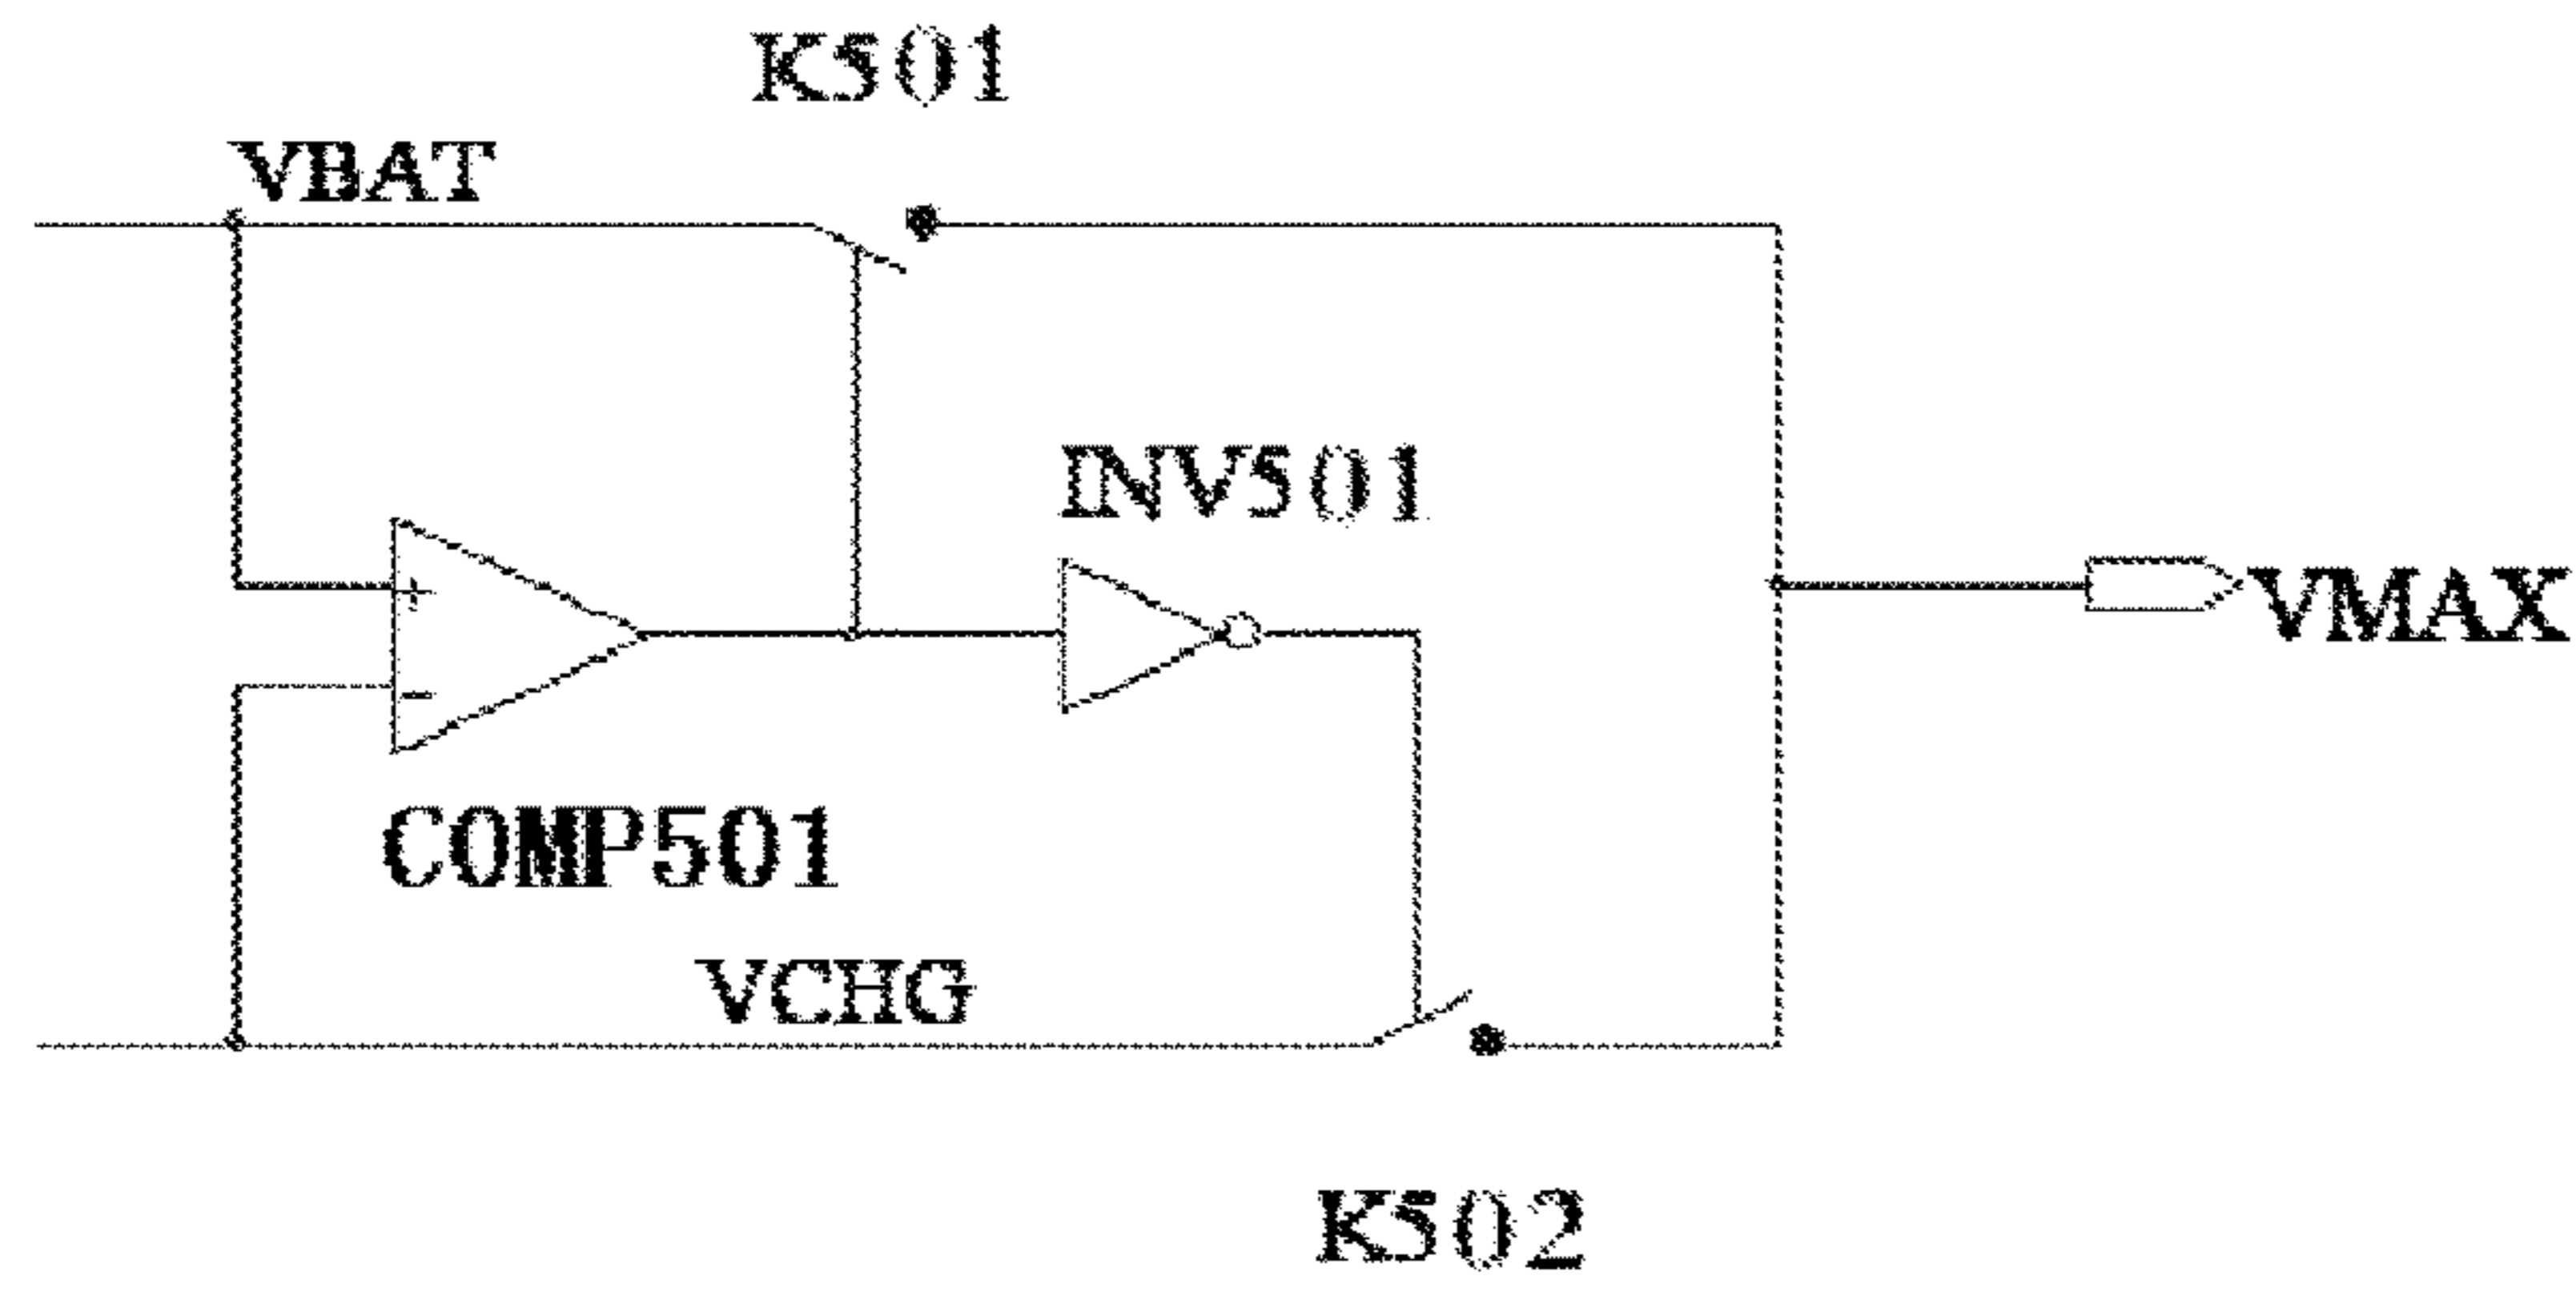 K501
VBAT
INV501
+
VMAX
−
COMP501
VCHG
K502